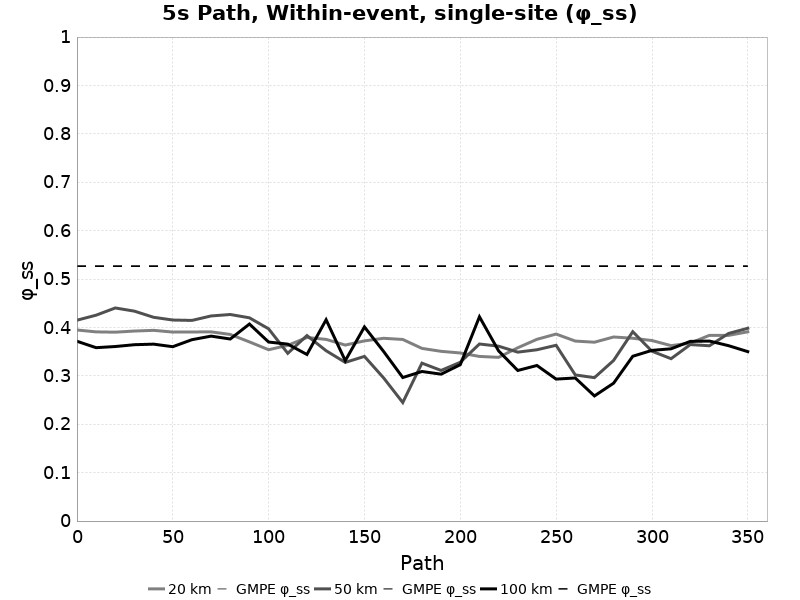 5s Path, Within-event, single-site (φ_ss)
1
0.9
0.8
0.7
0.6
0.5
0.4
0.3
0.2
0.1
0
φ_ss
0 50 100 150 200 250 300 350
Path
20 km GMPE φ_ss 50 km GMPE φ_ss 100 km GMPE φ_ss